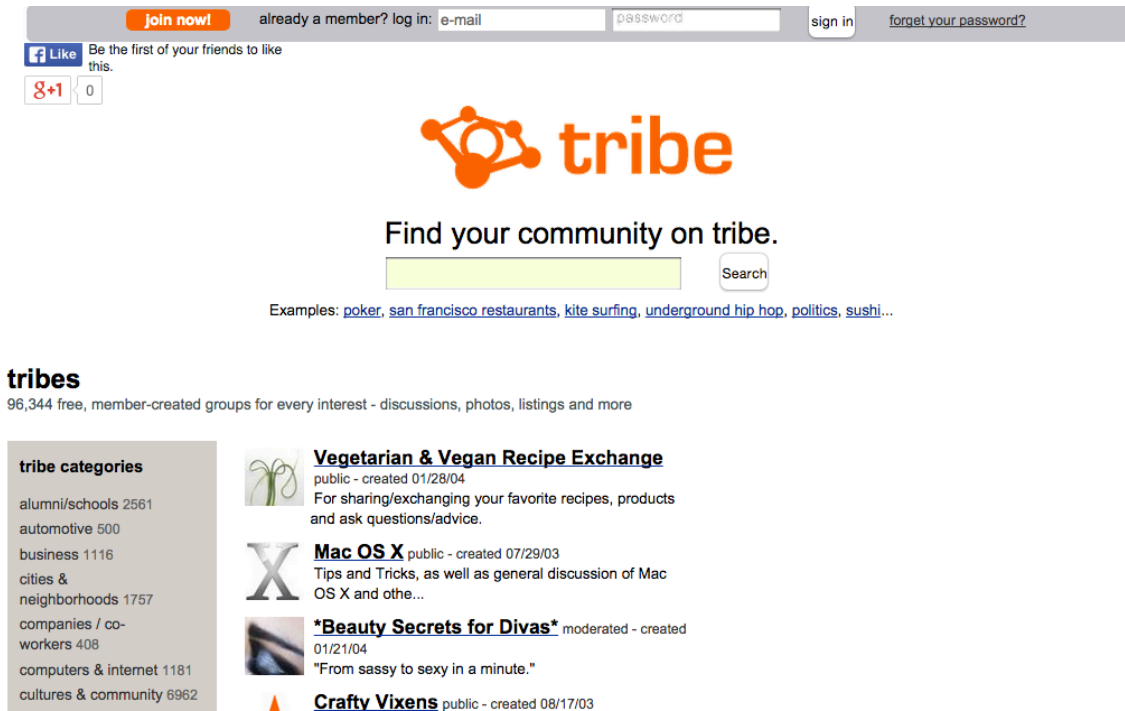 join now! already a member? log in: e-mail password sign in forget your password?
Like Be the first of your friends to like
this.
g+1 0
tribe
Find your community on tribe.
Search
Examples: poker, san francisco restaurants, kite surfing, underground hip hop, politics, sushi...
tribes
96,344 free, member-created groups for every interest - discussions, photos, listings and more
tribe categories
alumni/schools 2561
automotive 500
business 1116
cities &
neighborhoods 1757
companies / co-
workers 408
computers & internet 1181
cultures & community 6962
Vegetarian & Vegan Recipe Exchange
public - created 01/28/04
For sharing/exchanging your favorite recipes, products
and ask questions/advice.
X
Mac OS X public - created 07/29/03
Tips and Tricks, as well as general discussion of Mac
OS X and othe...
*Beauty Secrets for Divas* moderated - created
01/21/04
"From sassy to sexy in a minute."
Crafty Vixens public - created 08/17/03